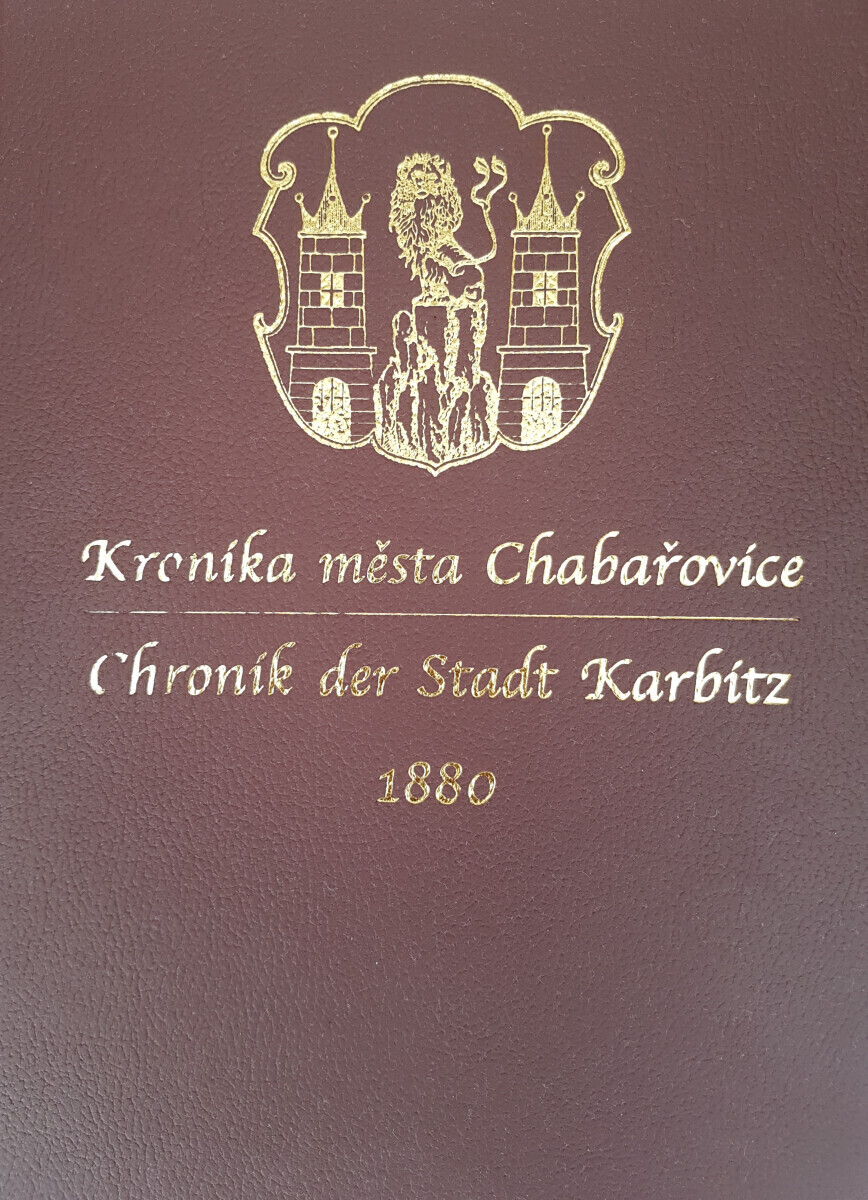 Kronika města Chabařovice
Chronik der Stadt Karbitz
1880